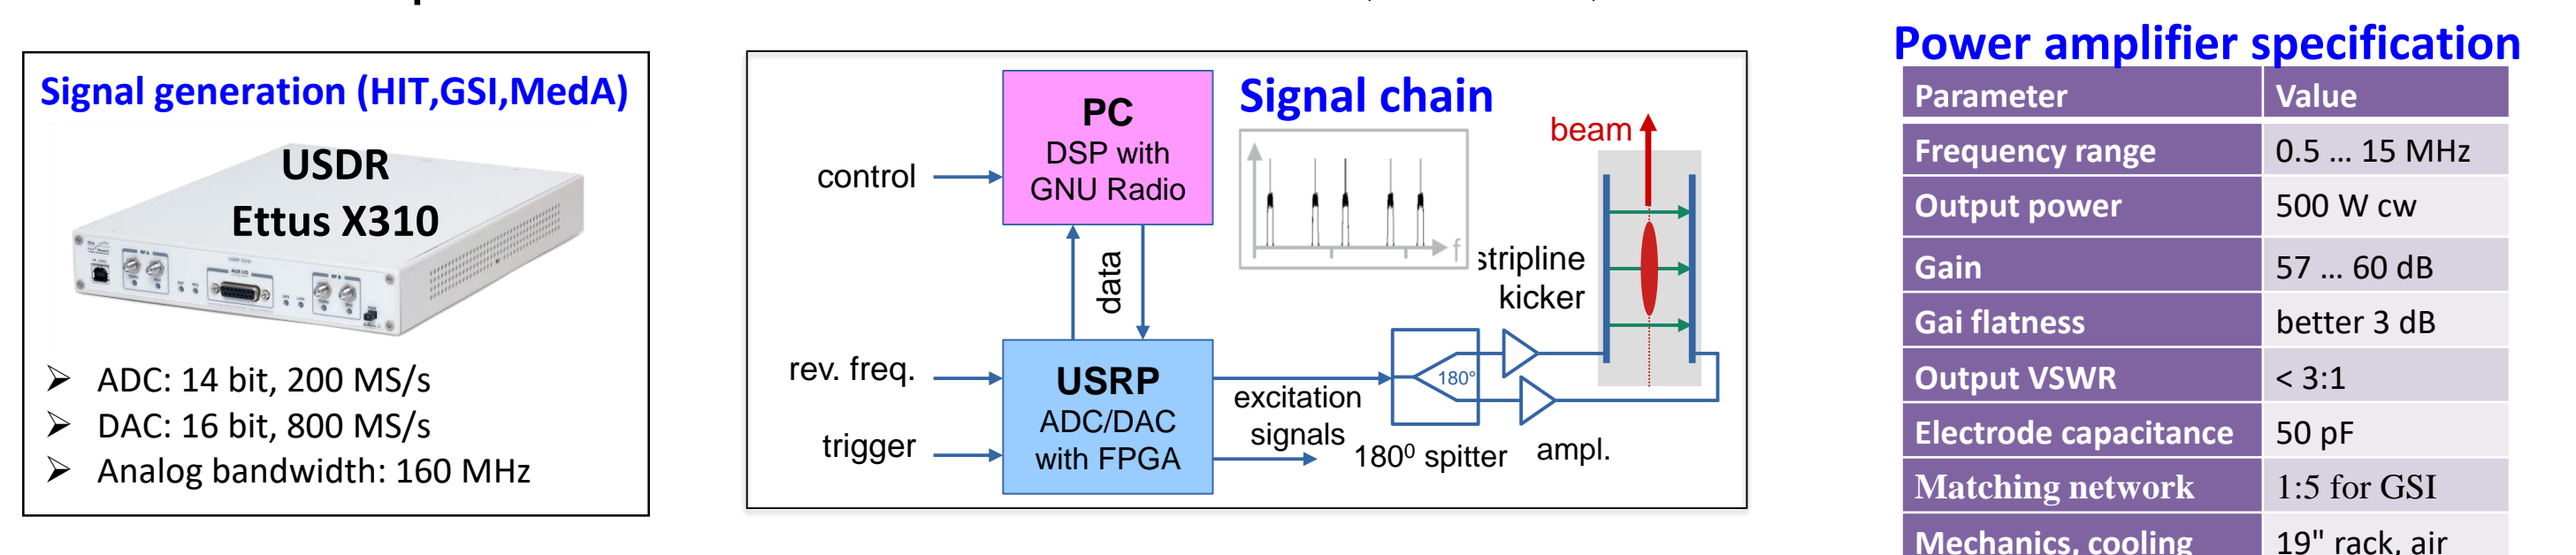 Signal generation (HIT,GSI,MedA)
USDR
Ettus X310
➢ ADC: 14 bit, 200 MS/s
➢ DAC: 16 bit, 800 MS/s
➢ Analog bandwidth: 160 MHz
Signal chain
PC
DSP with
GNU Radio
control
data
rev. freq.
trigger
USRP
ADC/DAC
with FPGA
excitation
signals
f
beam
stripline
kicker
180°
180⁰ spitter
ampl.
Power amplifier specification
Parameter Value
Frequency range 0.5 ... 15 MHz
Output power 500 W cw
Gain 57 ... 60 dB
Gai flatness better 3 dB
Output VSWR < 3:1
Electrode capacitance 50 pF
Matching network 1:5 for GSI
Mechanics, cooling 19" rack, air